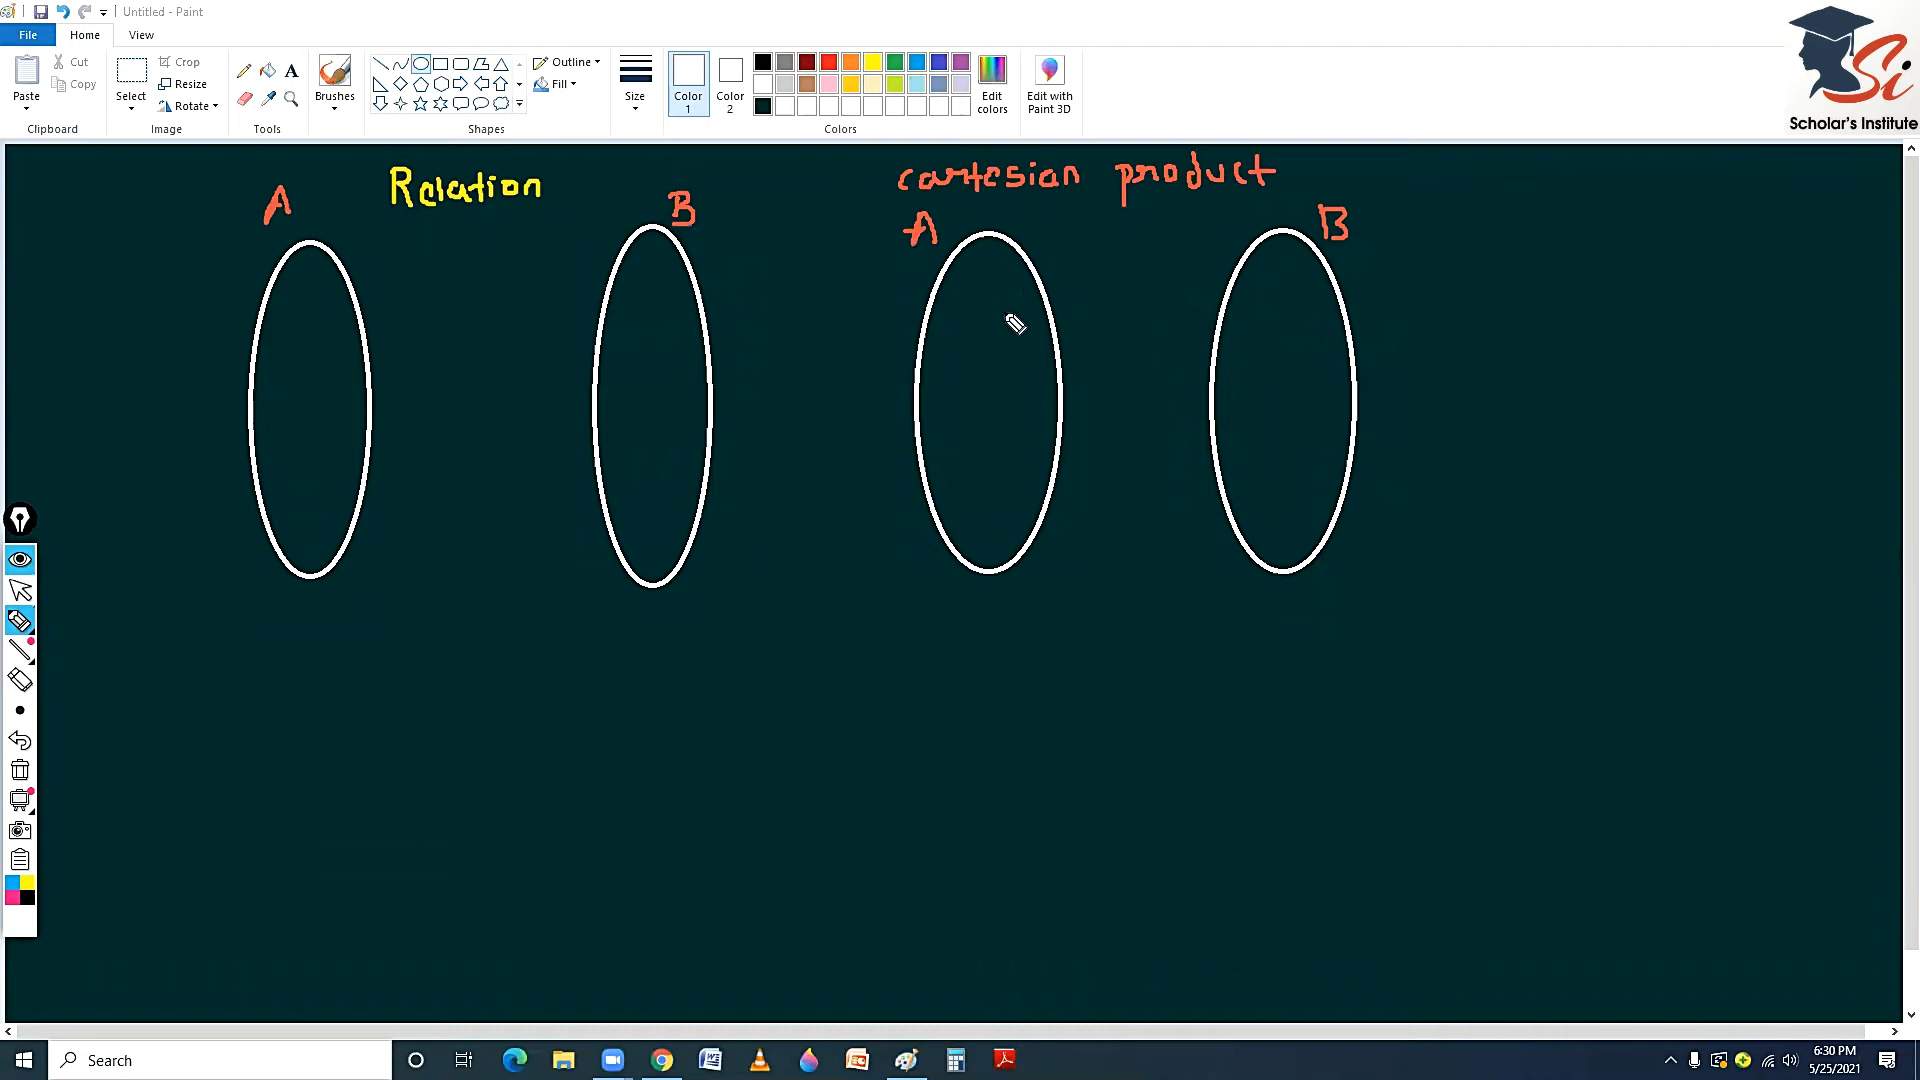 Untitled - Paint
File Home View
Paste
Cut
Copy
Clipboard
Select
Crop
Resize
Rotate
Image
Tools
Brushes
Outline
Fill
Shapes
Size
Color 1
Color 2
Edit colors
Colors
Edit with Paint 3D
Si
Scholar's Institute
Relation
cartesian product
A
B
A
B
Search
6:30 PM
5/25/2021